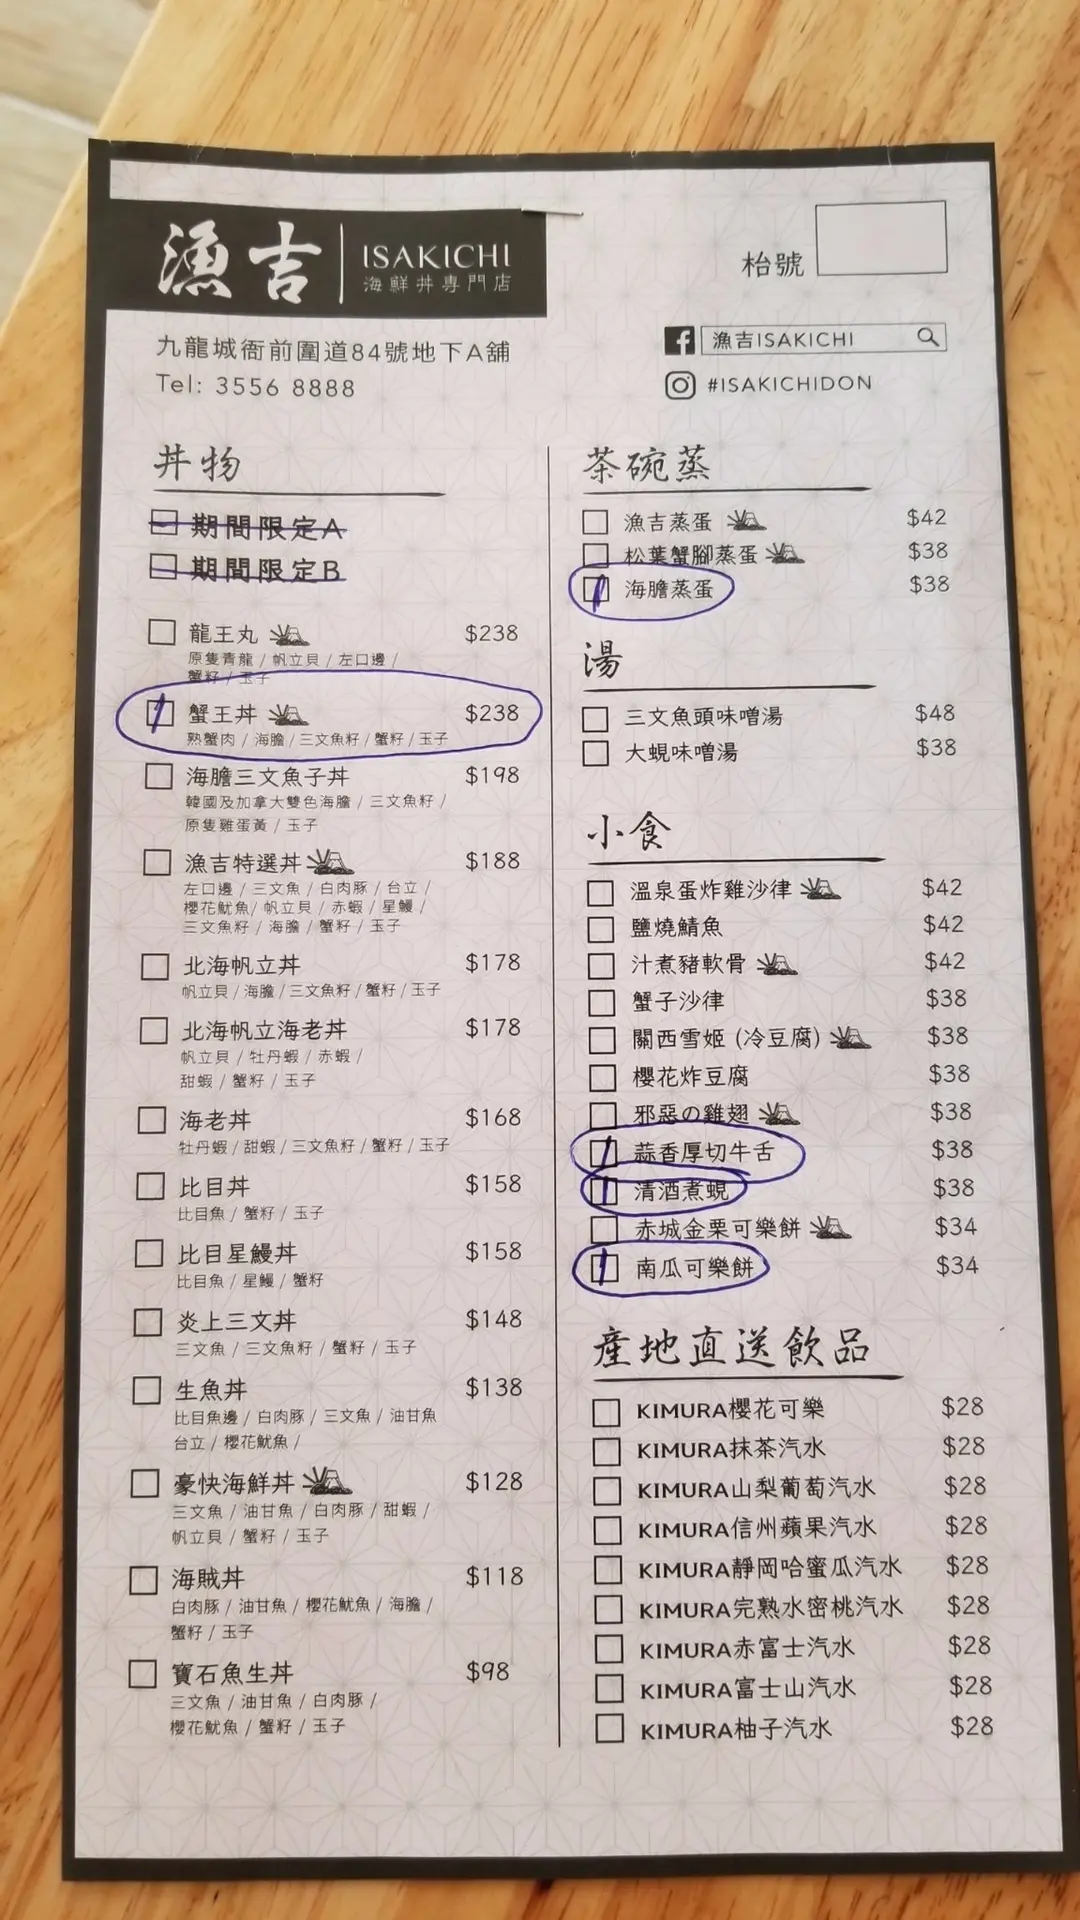 漁吉 ISAKICHI
海鮮丼専門店
枱號
九龍城衙前圍道84號地下A舖
Tel: 3556 8888
漁吉ISAKICHI
#ISAKICHIDON
丼物
期間限定A
期間限定B
龍王丸 $238
原隻青龍 / 帆立貝 / 左口邊 /
蟹籽 / 玉子
蟹王丼 $238
熟蟹肉 / 海膽 / 三文魚籽 / 蟹籽 / 玉子
海膽三文魚子丼 $198
韓國及加拿大雙色海膽 / 三文魚籽 /
原隻雞蛋黃 / 玉子
漁吉特選丼 $188
左口邊 / 三文魚 / 白肉豚 / 台立 /
櫻花魷魚 / 帆立貝 / 赤蝦 / 星鰻 /
三文魚籽 / 海膽 / 蟹籽 / 玉子
北海帆立丼 $178
帆立貝 / 海膽 / 三文魚籽 / 蟹籽 / 玉子
北海帆立海老丼 $178
帆立貝 / 牡丹蝦 / 赤蝦 /
甜蝦 / 蟹籽 / 玉子
海老丼 $168
牡丹蝦 / 甜蝦 / 三文魚籽 / 蟹籽 / 玉子
比目丼 $158
比目魚 / 蟹籽 / 玉子
比目星鰻丼 $158
比目魚 / 星鰻 / 蟹籽
炎上三文丼 $148
三文魚 / 三文魚籽 / 蟹籽 / 玉子
生魚丼 $138
比目魚邊 / 白肉豚 / 三文魚 / 油甘魚
台立 / 櫻花魷魚 /
豪快海鮮丼 $128
三文魚 / 油甘魚 / 白肉豚 / 甜蝦 /
帆立貝 / 蟹籽 / 玉子
海賊丼 $118
白肉豚 / 油甘魚 / 櫻花魷魚 / 海膽 /
蟹籽 / 玉子
寶石魚生丼 $98
三文魚 / 油甘魚 / 白肉豚 /
櫻花魷魚 / 蟹籽 / 玉子
茶碗蒸
漁吉蒸蛋 $42
松葉蟹腳蒸蛋 $38
1 海膽蒸蛋 $38
湯
三文魚頭味噌湯 $48
大蜆味噌湯 $38
小食
溫泉蛋炸雞沙律 $42
鹽燒鯖魚 $42
汁煮豬軟骨 $42
蟹子沙律 $38
關西雪姬 (冷豆腐) $38
櫻花炸豆腐 $38
邪惡の雞翅 $38
1 蒜香厚切牛舌 $38
1 清酒煮蜆 $38
赤城金栗可樂餅 $34
1 南瓜可樂餅 $34
産地直送飲品
KIMURA櫻花可樂 $28
KIMURA抹茶汽水 $28
KIMURA山梨葡萄汽水 $28
KIMURA信州蘋果汽水 $28
KIMURA靜岡哈蜜瓜汽水 $28
KIMURA完熟水密桃汽水 $28
KIMURA赤富士汽水 $28
KIMURA富士山汽水 $28
KIMURA柚子汽水 $28